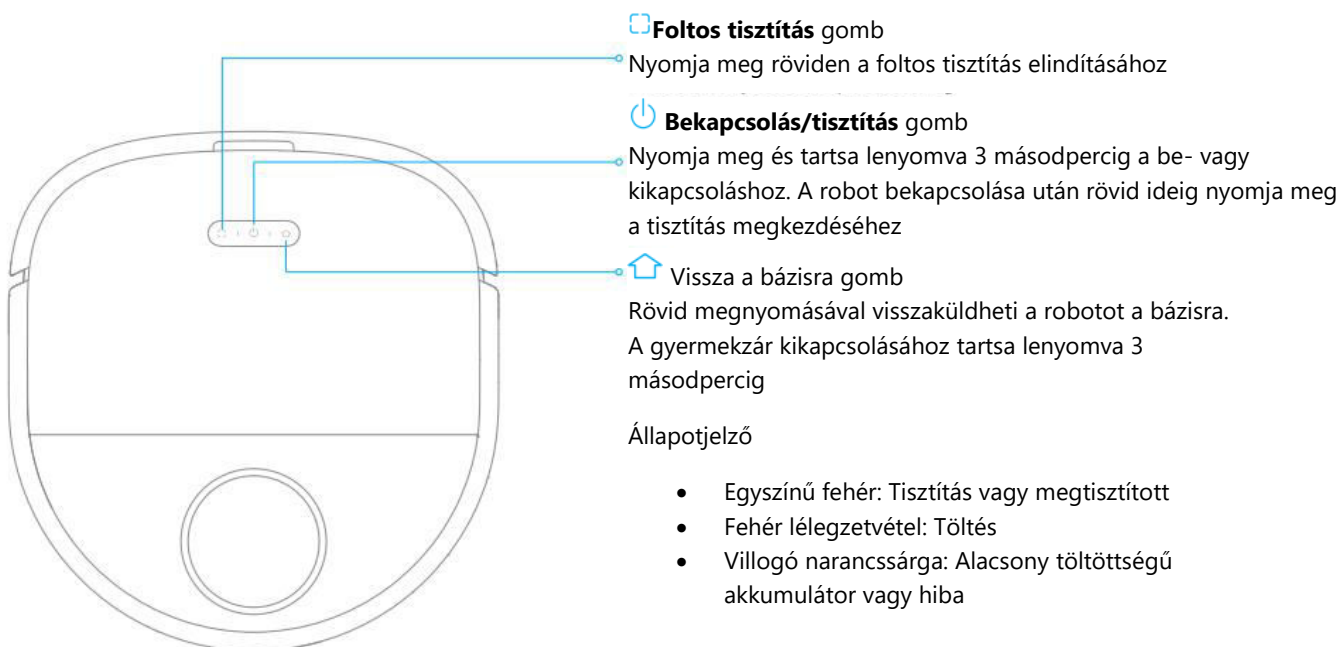 Foltos tisztítás gomb
Nyomja meg röviden a foltos tisztítás elindításához
Bekapcsolás/tisztítás gomb
Nyomja meg és tartsa lenyomva 3 másodpercig a be- vagy
kikapcsoláshoz. A robot bekapcsolása után rövid ideig nyomja meg
a tisztítás megkezdéséhez
Vissza a bázisra gomb
Rövid megnyomásával visszaküldheti a robotot a bázisra.
A gyermekzár kikapcsolásához tartsa lenyomva 3
másodpercig
Állapotjelző
• Egyszínű fehér: Tisztítás vagy megtisztított
• Fehér lélegzetvétel: Töltés
• Villogó narancssárga: Alacsony töltöttségű
akkumulátor vagy hiba